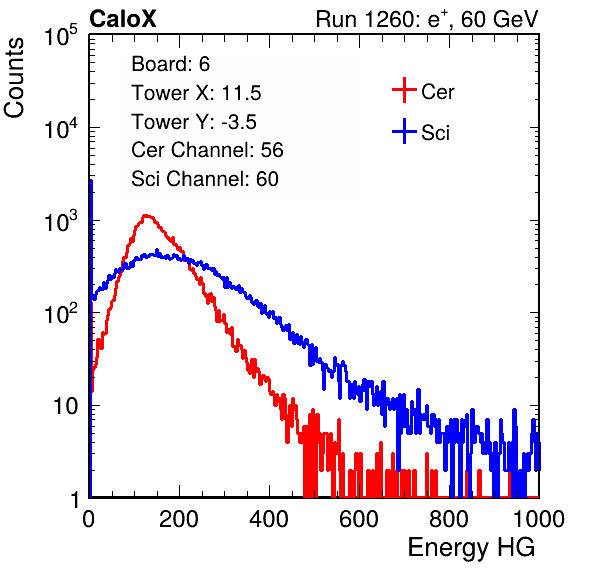 CaloX
Run 1260: e⁺, 60 GeV
Counts
10⁵
10⁴
10³
10²
10
1
Board: 6
Tower X: 11.5
Tower Y: -3.5
Cer Channel: 56
Sci Channel: 60
Cer
Sci
0 200 400 600 800 1000
Energy HG